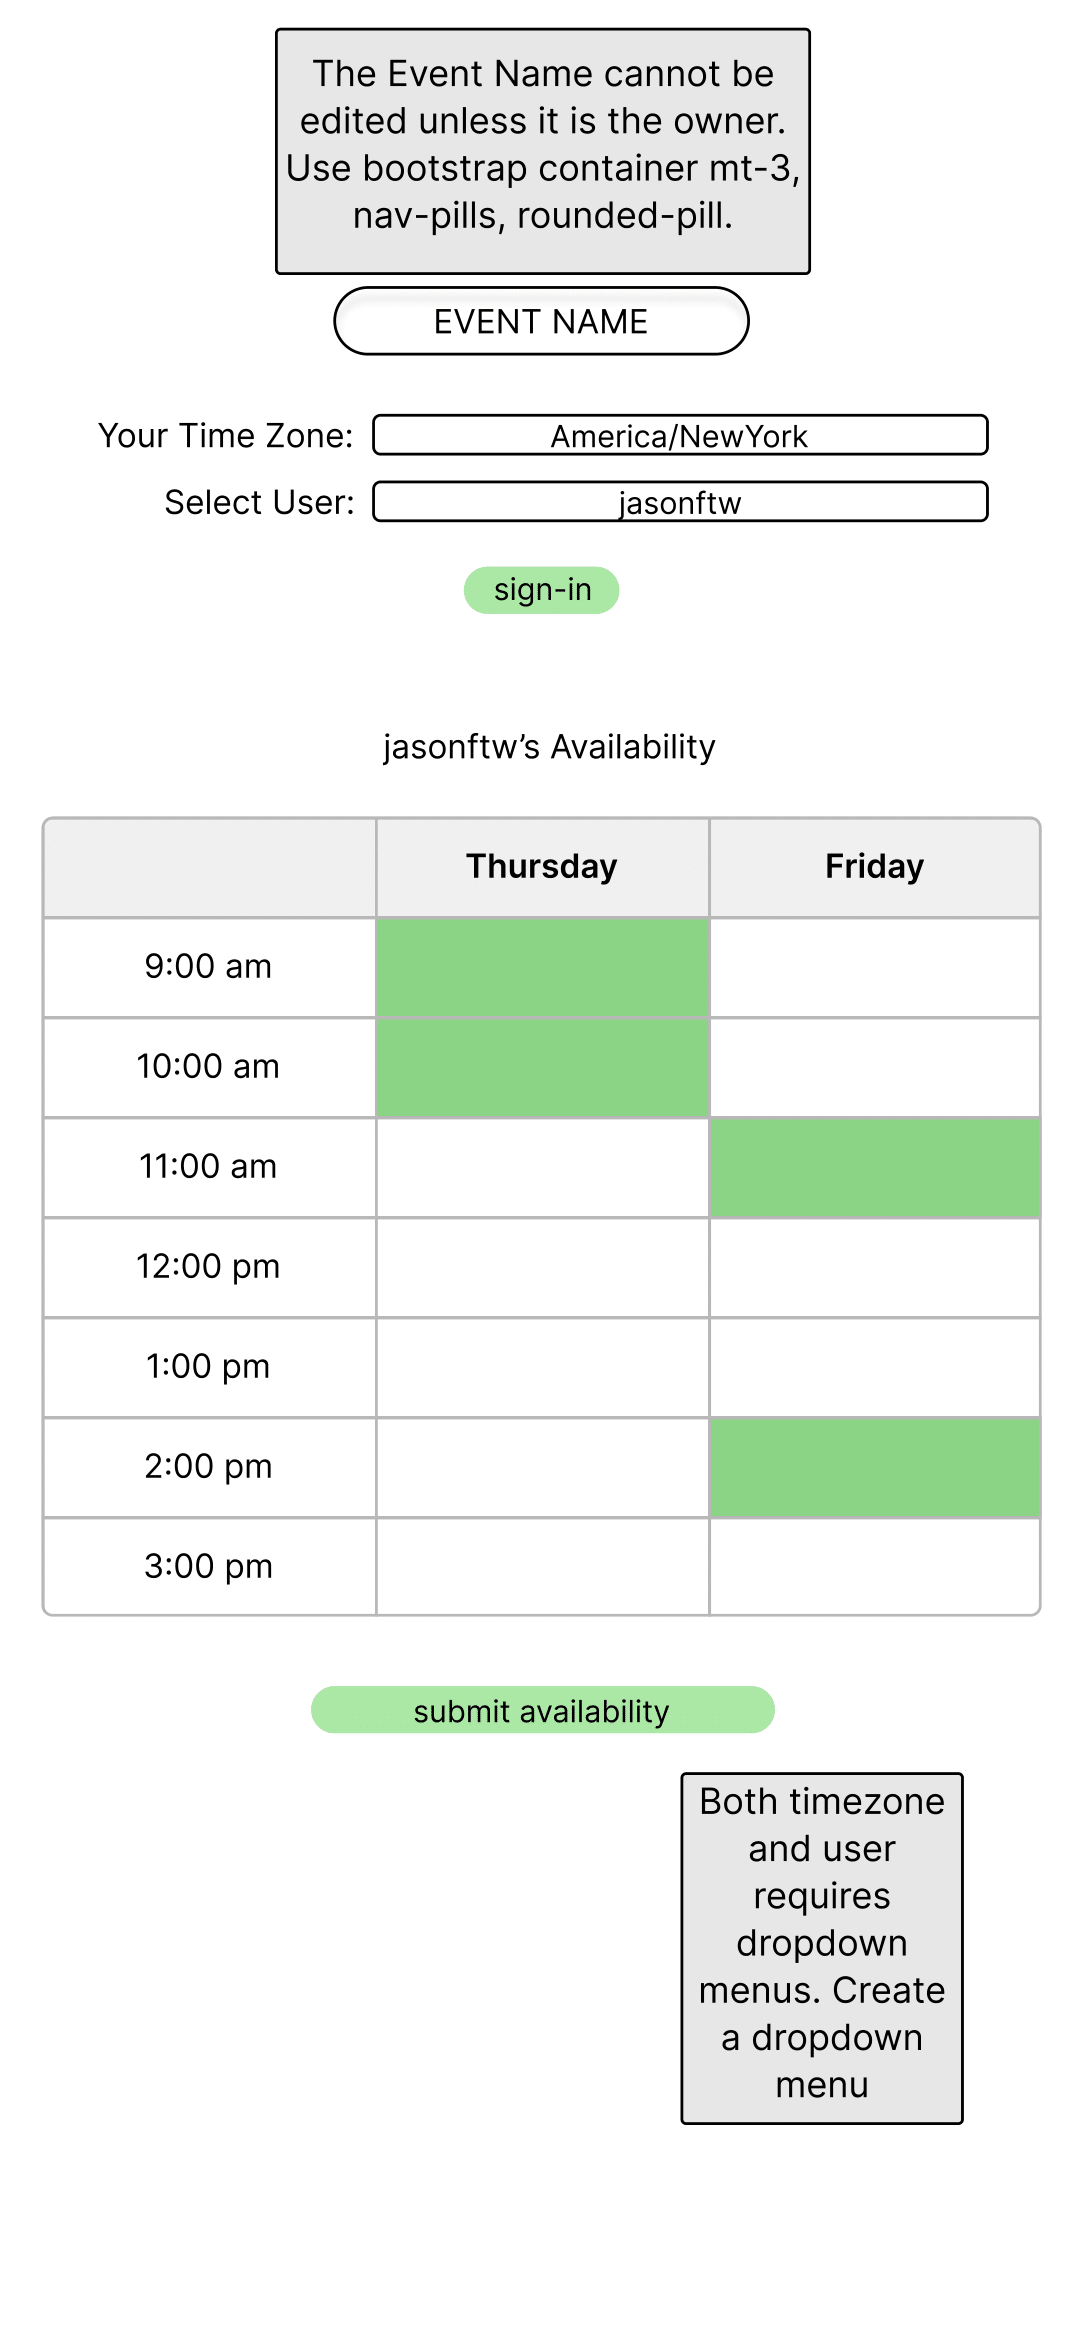 The Event Name cannot be
edited unless it is the owner.
Use bootstrap container mt-3,
nav-pills, rounded-pill.
EVENT NAME
Your Time Zone: America/NewYork
Select User: jasonftw
sign-in
jasonftw’s Availability
Thursday Friday
9:00 am
10:00 am
11:00 am
12:00 pm
1:00 pm
2:00 pm
3:00 pm
submit availability
Both timezone
and user
requires
dropdown
menus. Create
a dropdown
menu